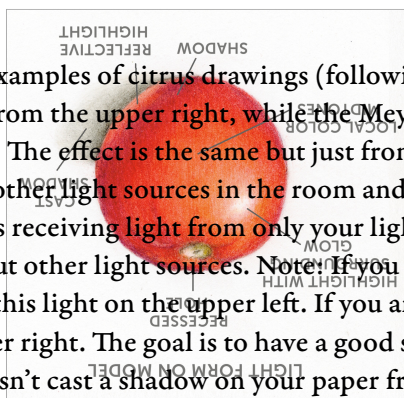 xamples of citrus drawings (followi
rom the upper right, while the Mey
The effect is the same but just fro
other light sources in the room and
s receiving light from only your ligh
ut other light sources. Note: If you
this light on the upper left. If you a
er right. The goal is to have a good s
sn't cast a shadow on your paper fr
LIGHT FORM ON MODEL
RECESSED
HOLE
HIGHLIGHT WITH
SURROUNDING
GLOW
CAST
SHADOW
LOCAL COLOR
MIDTONES
SHADOW
REFLECTIVE
HIGHLIGHT